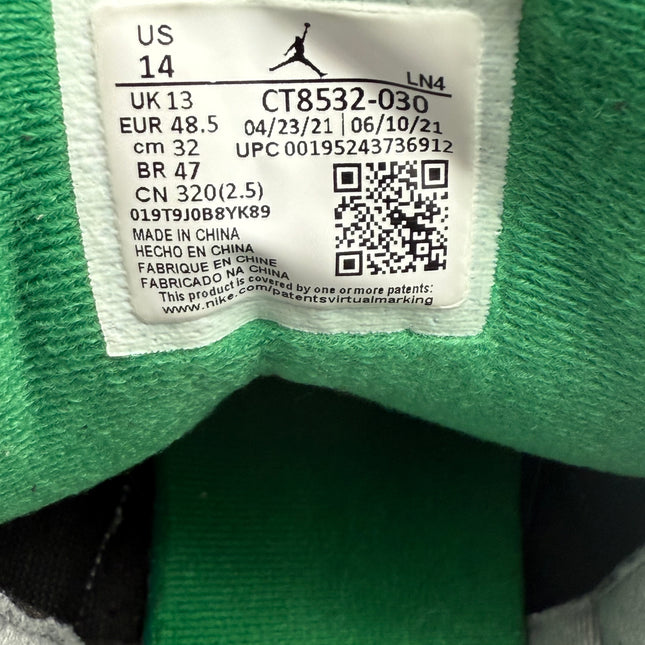 US
14
LN4
UK 13
CT8532-030
EUR 48.5
04/23/21 | 06/10/21
cm 32
UPC 00195243736912
BR 47
CN 320(2.5)
019T9J0B8YK89
MADE IN CHINA
HECHO EN CHINA
FABRIQUE EN CHINE
FABRICADO NA CHINA
This product is covered by one or more patents:
www.nike.com/patentsvirtualmarking